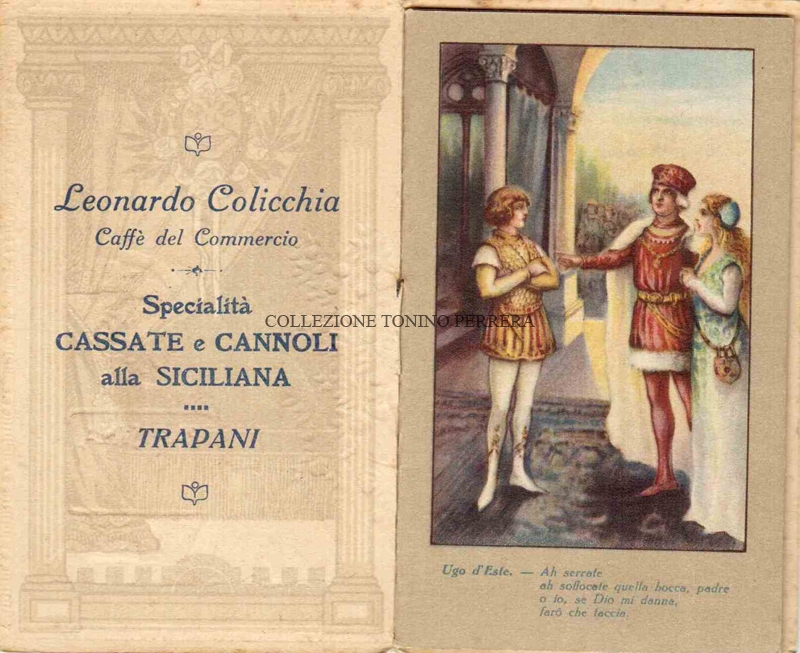 Leonardo Colicchia
Caffè del Commercio
Specialità
CASSATE e CANNOLI
alla SICILIANA
TRAPANI
COLLEZIONE TONINO PERRERA
Ugo d'Este. — Ah serrate
ah soffocate quella bocca, padre
o io, se Dio mi danna,
farò che taccia.